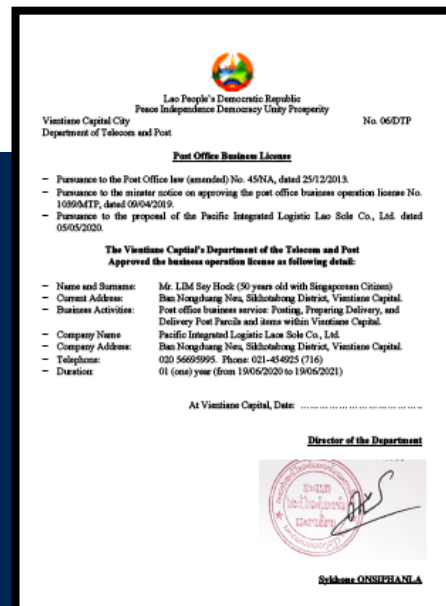 Lao People's Democratic Republic
Peace Independence Democracy Unity Prosperity
Vientiane Capital City No. 06/DTP
Department of Telecom and Post
Post Office Business License
– Pursuance to the Post Office law (amended) No. 45/NA, dated 25/12/2013.
– Pursuance to the minster notice on approving the post office business operation license No.
1039/MTP, dated 09/04/2019.
– Pursuance to the proposal of the Pacific Integrated Logistic Lao Sole Co., Ltd. dated
05/05/2020.
The Vientiane Captial's Department of the Telecom and Post
Approved the business operation license as following detail:
– Name and Surname: Mr. LIM Sey Hock (50 years old with Singaporean Citizen)
– Current Address: Ban Nongduang Neu, Sikhotabong District, Vientiane Capital.
– Business Activities: Post office business service: Posting, Preparing Delivery, and
Delivery Post Parcils and items within Vientiane Capital.
– Company Name Pacific Integrated Logistic Laos Sole Co., Ltd.
– Company Address: Ban Nongduang Neu, Sikhotabong District, Vientiane Capital.
– Telephone: 020 56695995. Phone: 021-454925 (716)
– Duration: 01 (one) year (from 19/06/2020 to 19/06/2021)
At Vientiane Capital, Date: ……………………………
Director of the Department
Sykhone ONSIPHANLA